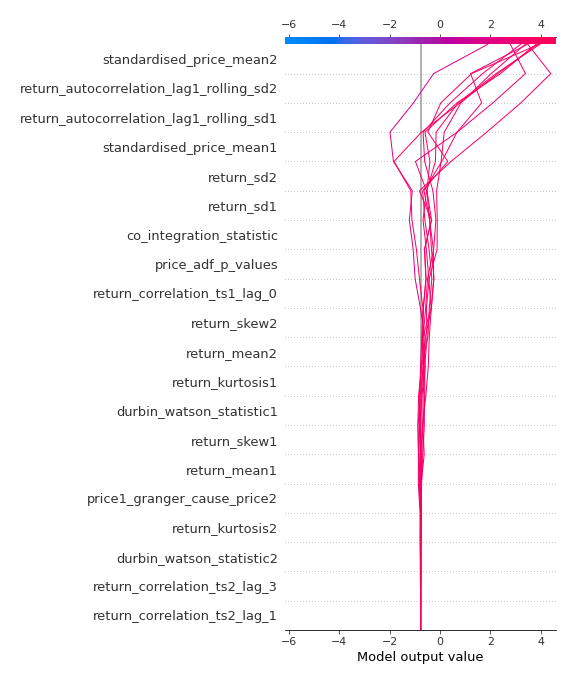 −6 −4 −2 0 2 4
standardised_price_mean2
return_autocorrelation_lag1_rolling_sd2
return_autocorrelation_lag1_rolling_sd1
standardised_price_mean1
return_sd2
return_sd1
co_integration_statistic
price_adf_p_values
return_correlation_ts1_lag_0
return_skew2
return_mean2
return_kurtosis1
durbin_watson_statistic1
return_skew1
return_mean1
price1_granger_cause_price2
return_kurtosis2
durbin_watson_statistic2
return_correlation_ts2_lag_3
return_correlation_ts2_lag_1
−6 −4 −2 0 2 4
Model output value